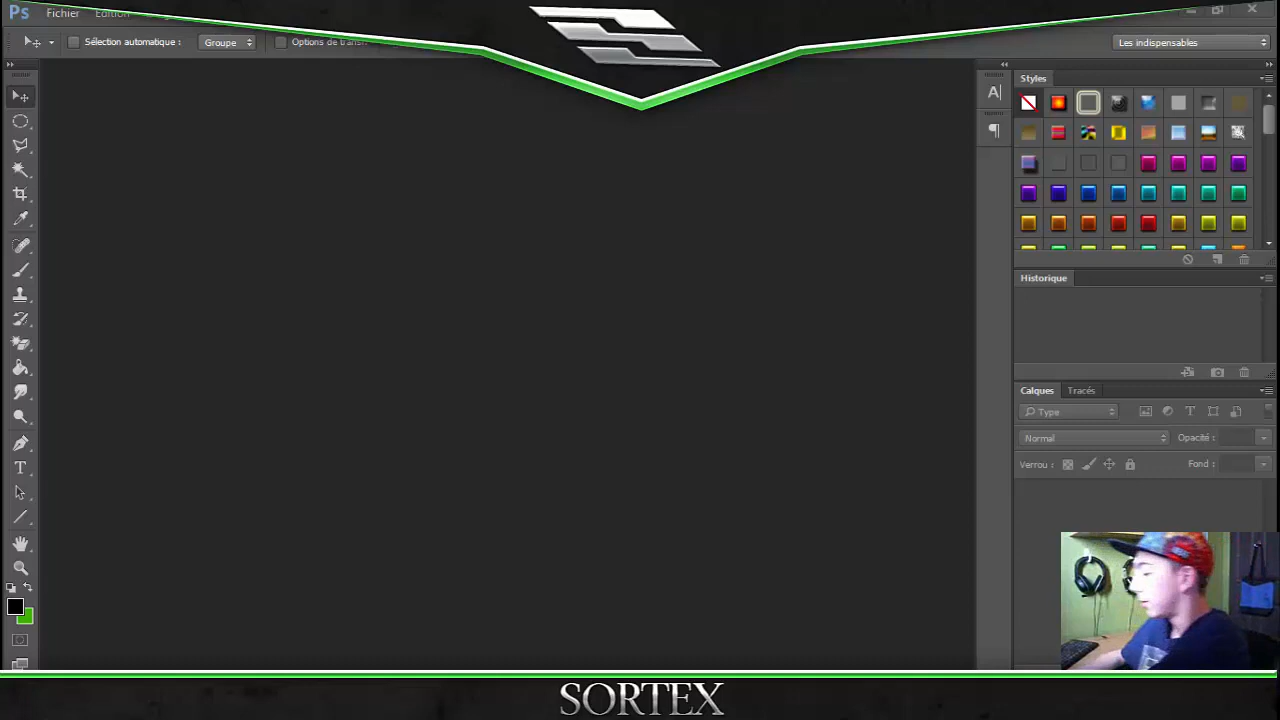 Ps Fichier Edition
Sélection automatique : Groupe Options de transf Les indispensables
Styles
A
Historique
Calques Tracés
Type
T
Normal Opacité :
Verrou : Fond :
T
SORTEX